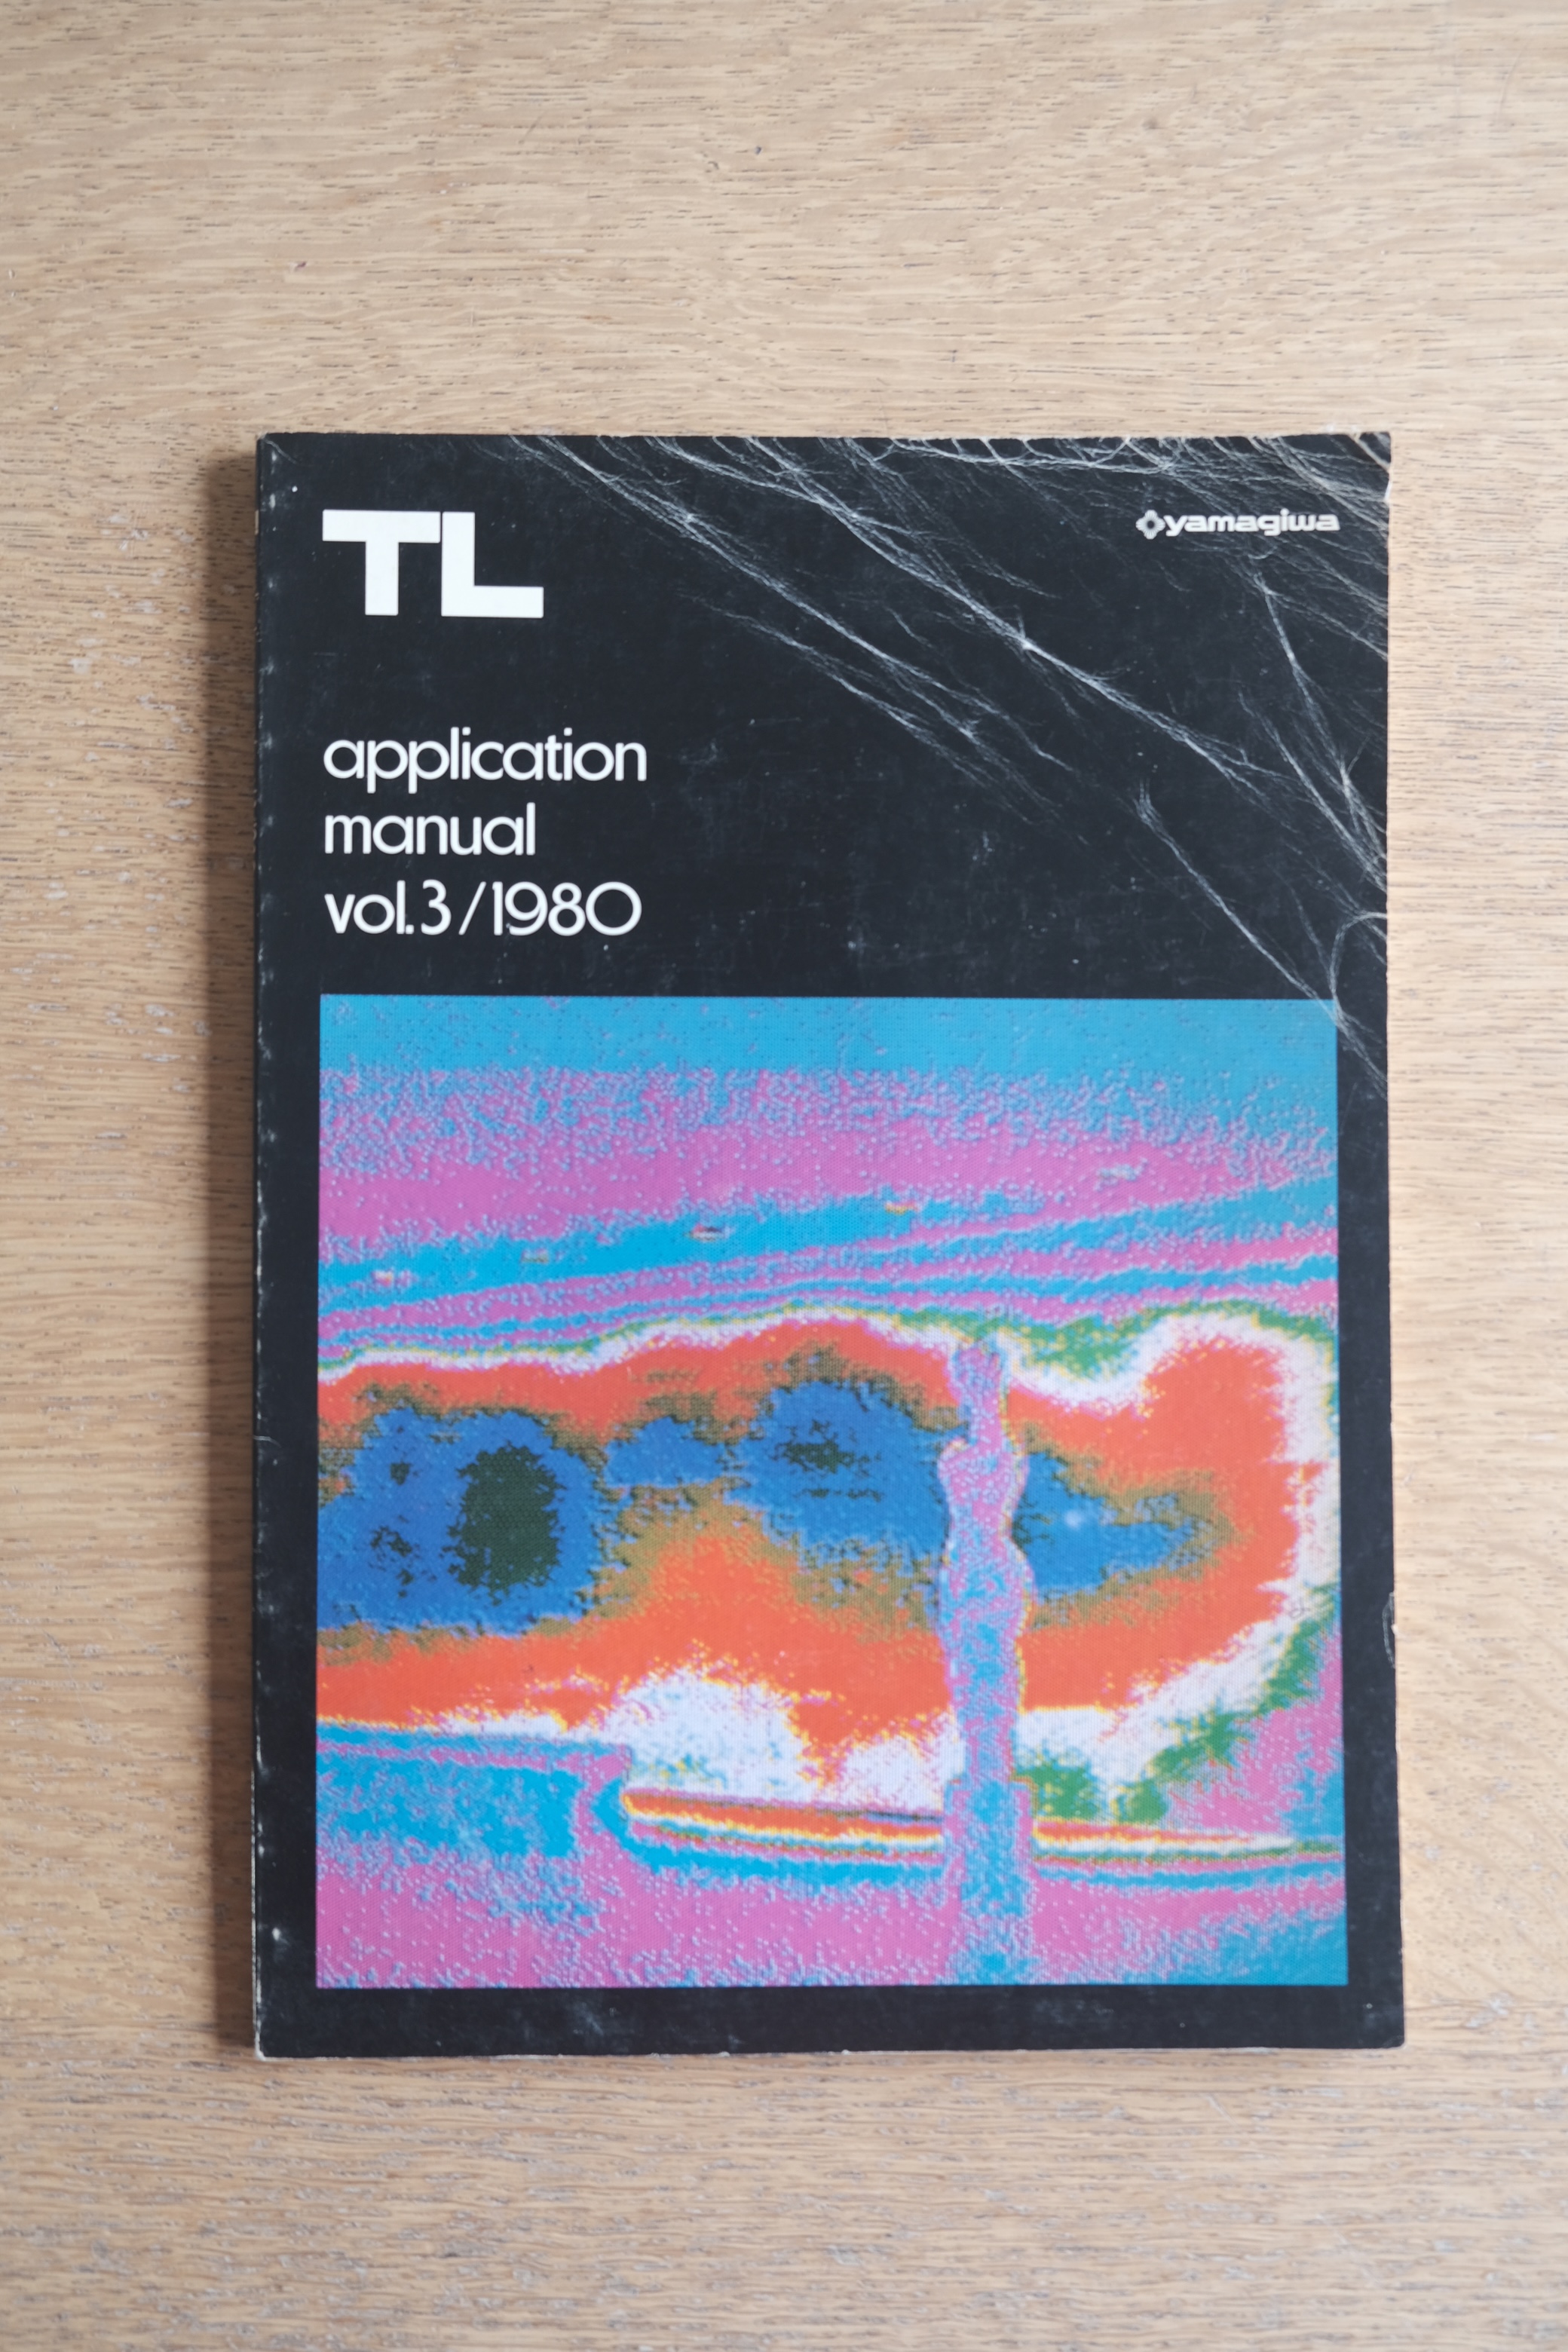 TL
yamagiwa
application
manual
vol.3/1980